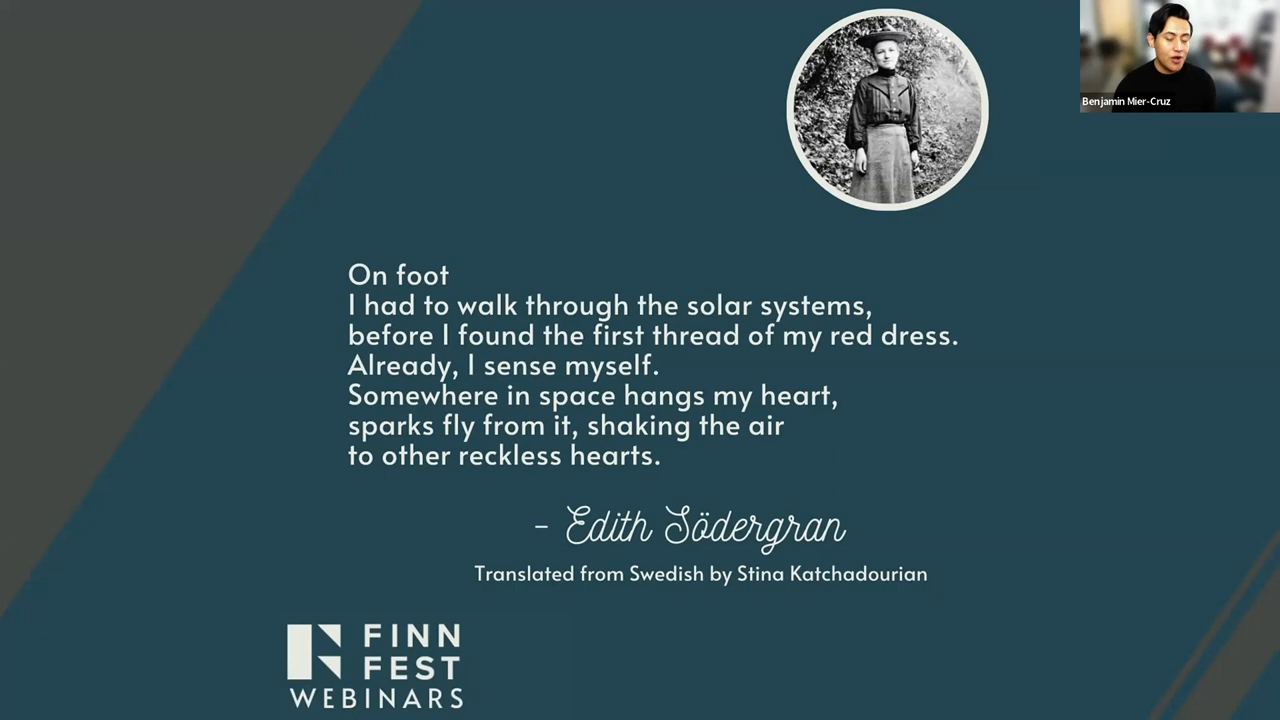 Benjamin Mier-Cruz
On foot
I had to walk through the solar systems,
before I found the first thread of my red dress.
Already, I sense myself.
Somewhere in space hangs my heart,
sparks fly from it, shaking the air
to other reckless hearts.
- Edith Södergran
Translated from Swedish by Stina Katchadourian
FINN
FEST
WEBINARS